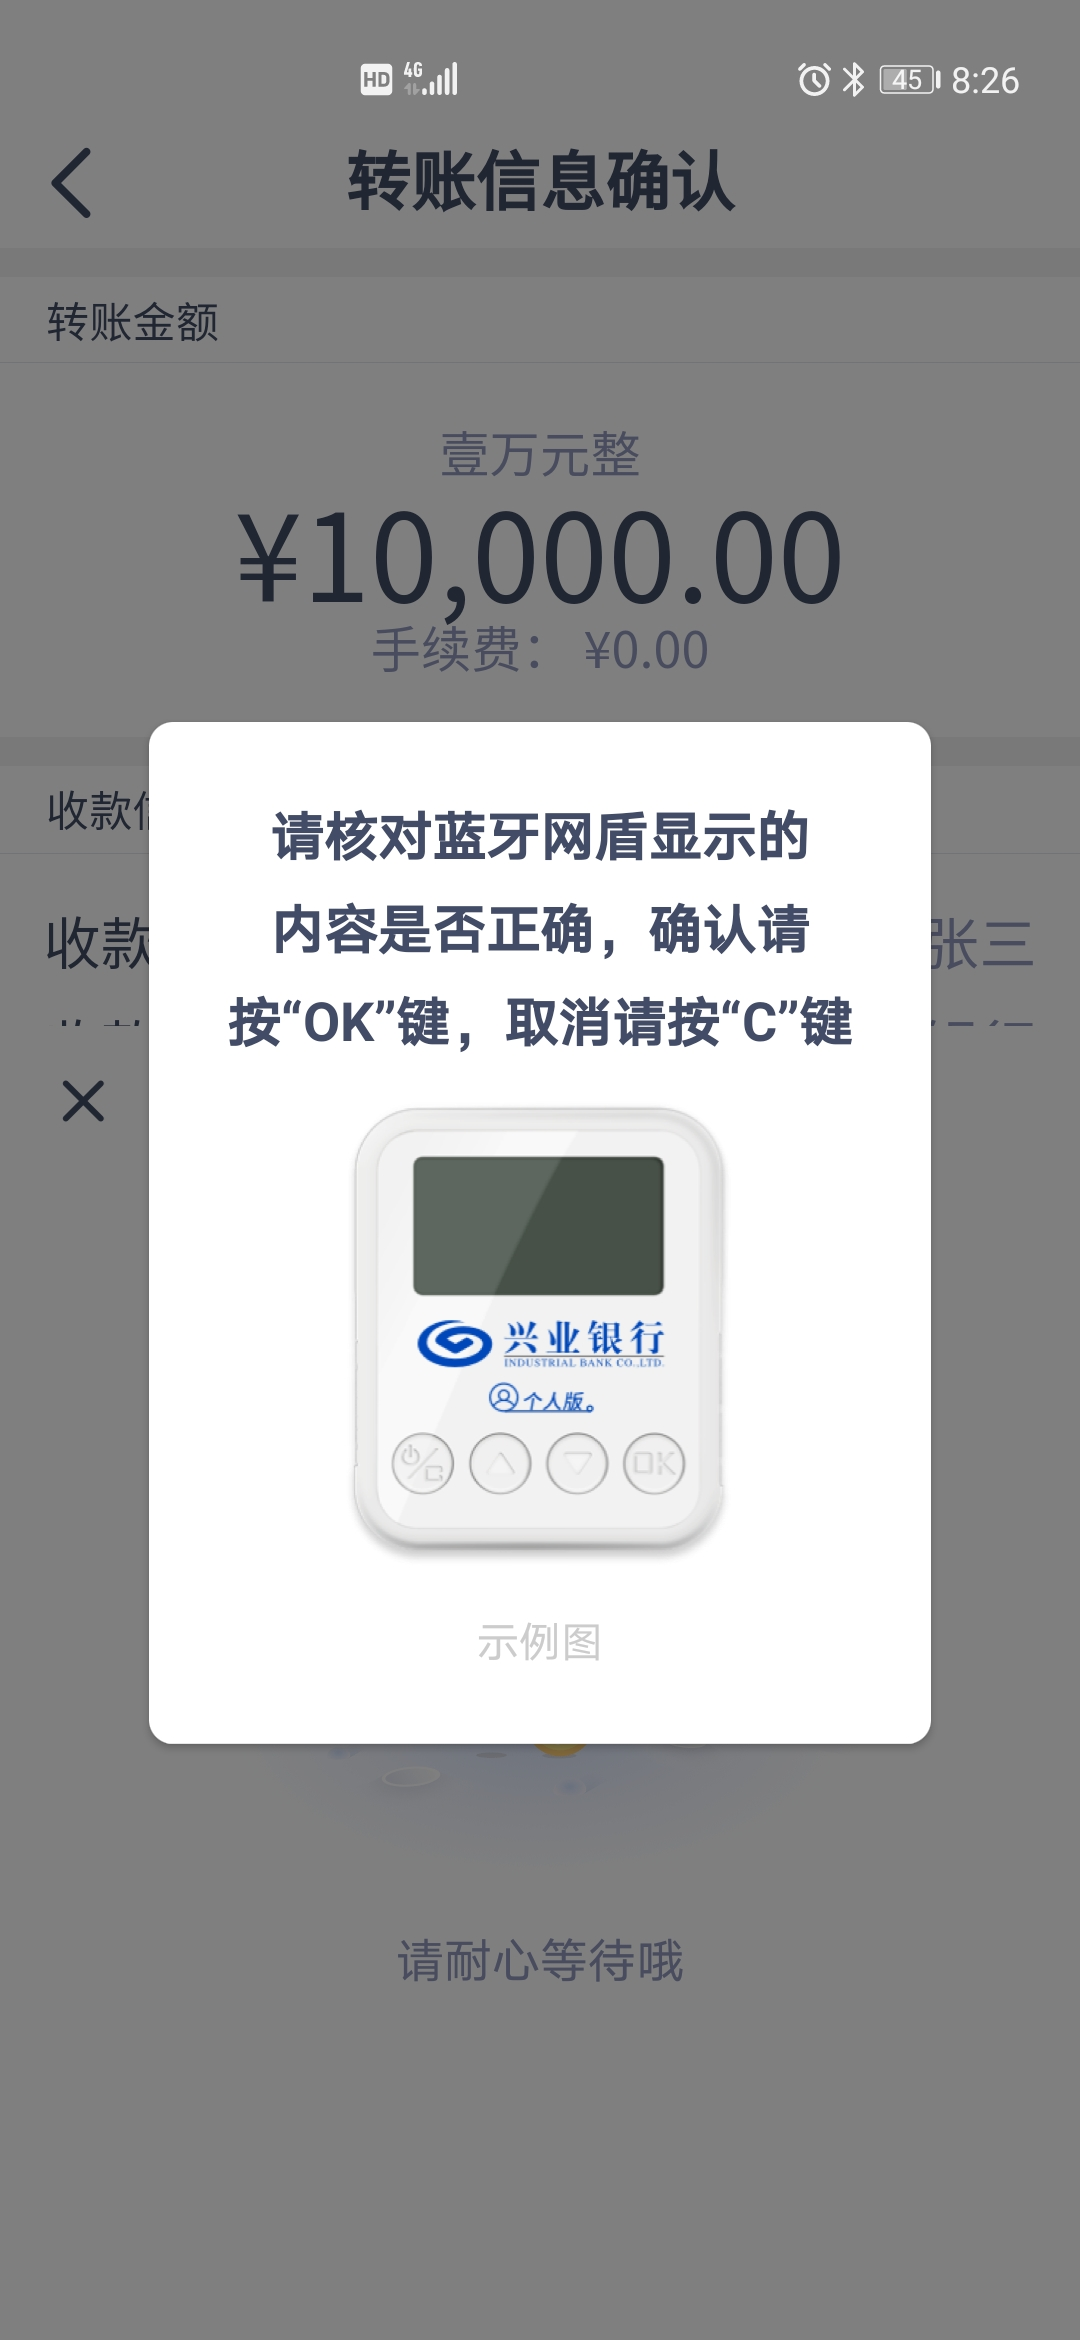 HD 4G 45 8:26
转账信息确认
转账金额
壹万元整
¥10,000.00
手续费： ¥0.00
收款
请核对蓝牙网盾显示的
内容是否正确，确认请
按“OK”键，取消请按“C”键
收款 张三
兴业银行
INDUSTRIAL BANK CO.,LTD.
个人版。
C OK
示例图
请耐心等待哦